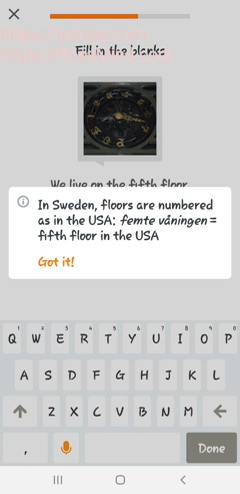 Fill in the blanks
We live on the fifth floor
In Sweden, floors are numbered
as in the USA: femte våningen =
fifth floor in the USA
Got it!
Q W E R T Y U I O P
A S D F G H J K L
Z X C V B N M
, Done